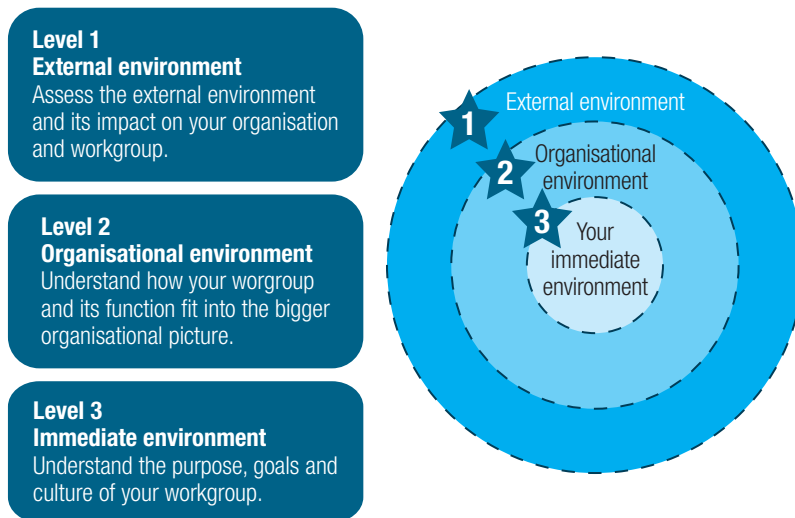 Level 1
External environment
Assess the external environment
and its impact on your organisation
and workgroup.
Level 2
Organisational environment
Understand how your worgroup
and its function fit into the bigger
organisational picture.
Level 3
Immediate environment
Understand the purpose, goals and
culture of your workgroup.
External environment
1
Organisational
environment
2
3
Your
immediate
environment